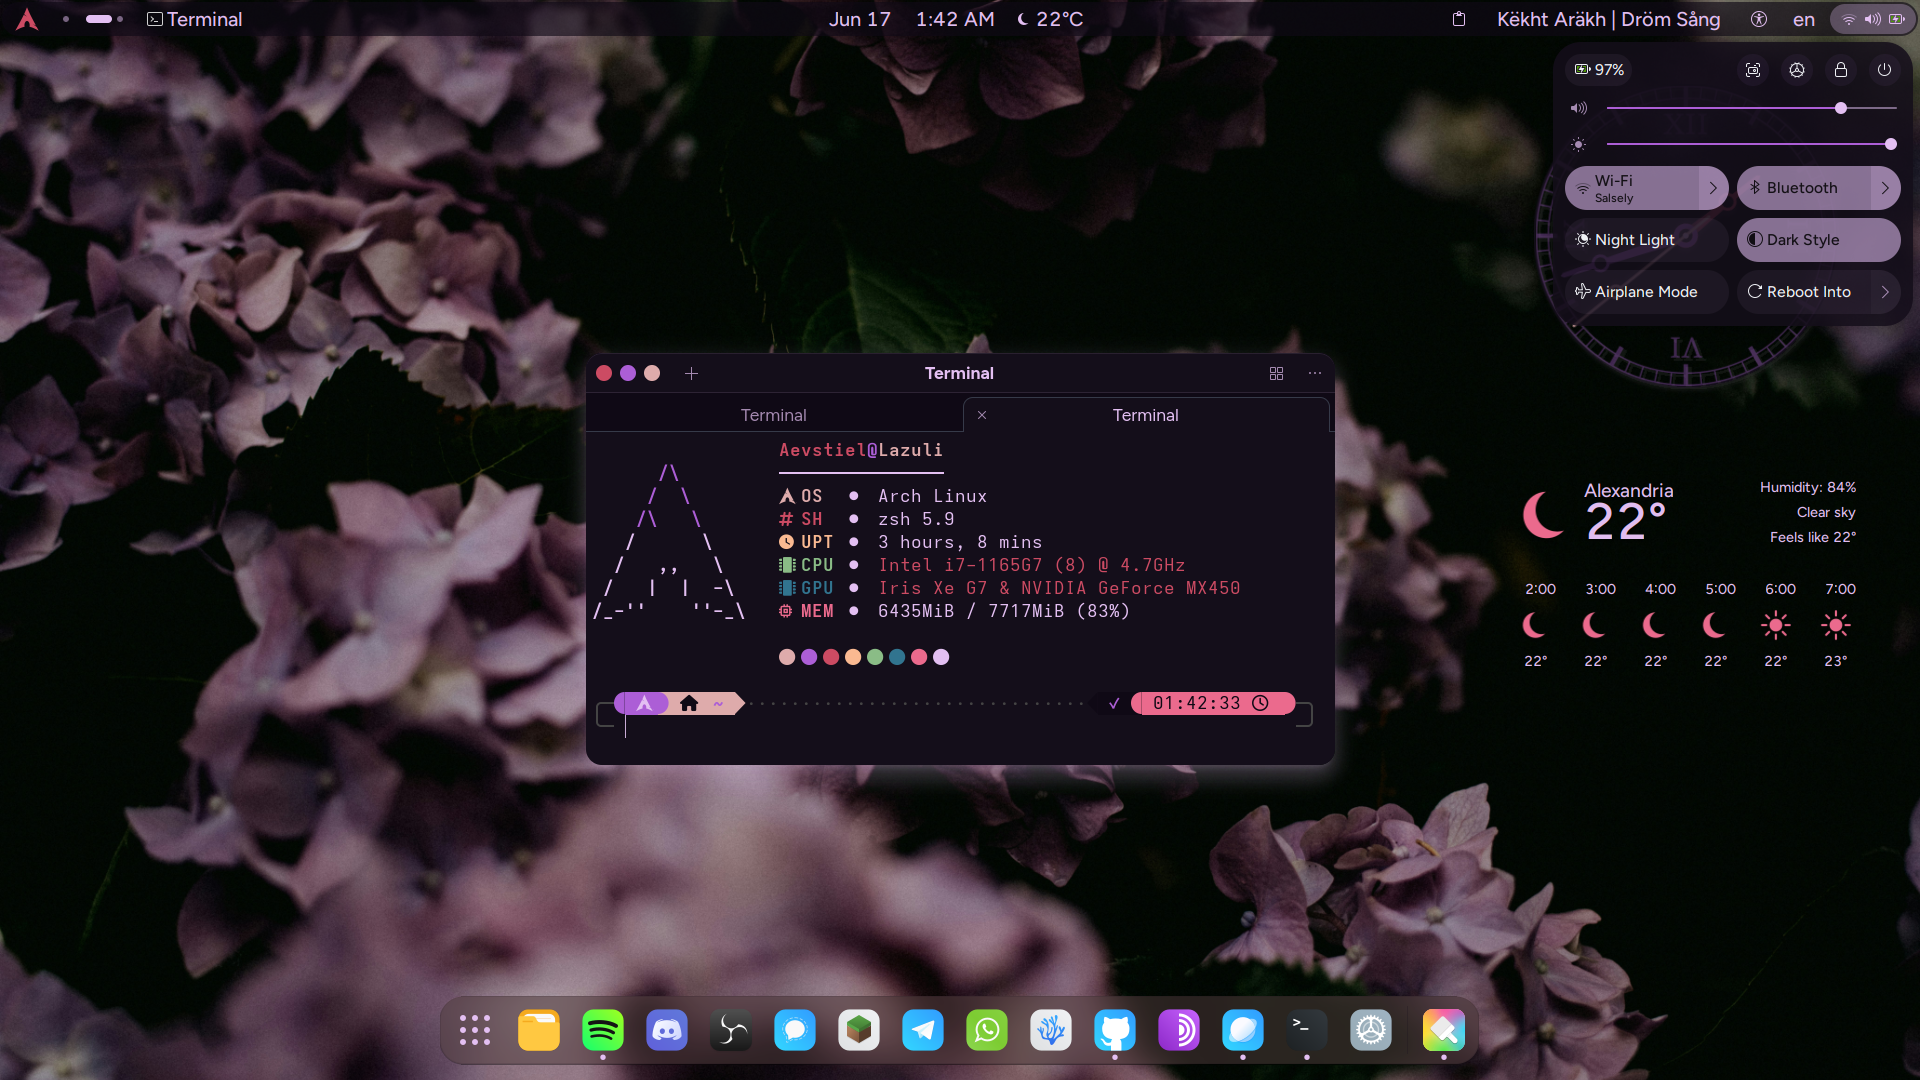 Terminal
Jun 17 1:42 AM 22°C
Këkht Aräkh | Dröm Sång
en
97%
Wi-Fi
Salsely
Bluetooth
Night Light
Dark Style
Airplane Mode
Reboot Into
VI
Terminal
Terminal
Terminal
Aevstiel@Lazuli
OS ● Arch Linux
SH ● zsh 5.9
UPT ● 3 hours, 8 mins
CPU ● Intel i7-1165G7 (8) @ 4.7GHz
GPU ● Iris Xe G7 & NVIDIA GeForce MX450
MEM ● 6435MiB / 7717MiB (83%)
~
✓ 01:42:33
Alexandria
22°
Humidity: 84%
Clear sky
Feels like 22°
2:00 3:00 4:00 5:00 6:00 7:00
22° 22° 22° 22° 22° 23°
>_